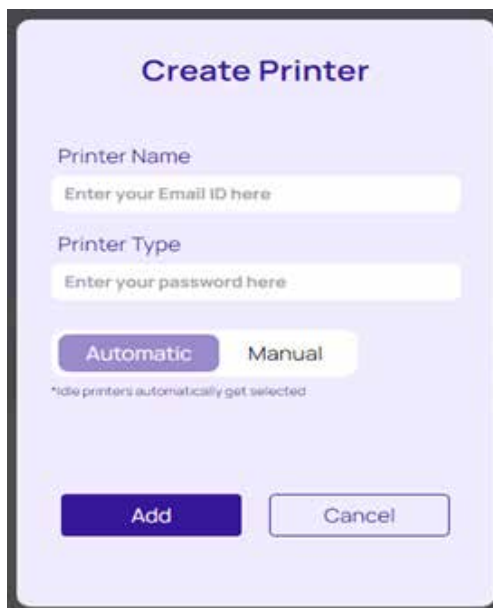 Create Printer
Printer Name
Enter your Email ID here
Printer Type
Enter your password here
Automatic Manual
*Idle printers automatically get selected
Add Cancel